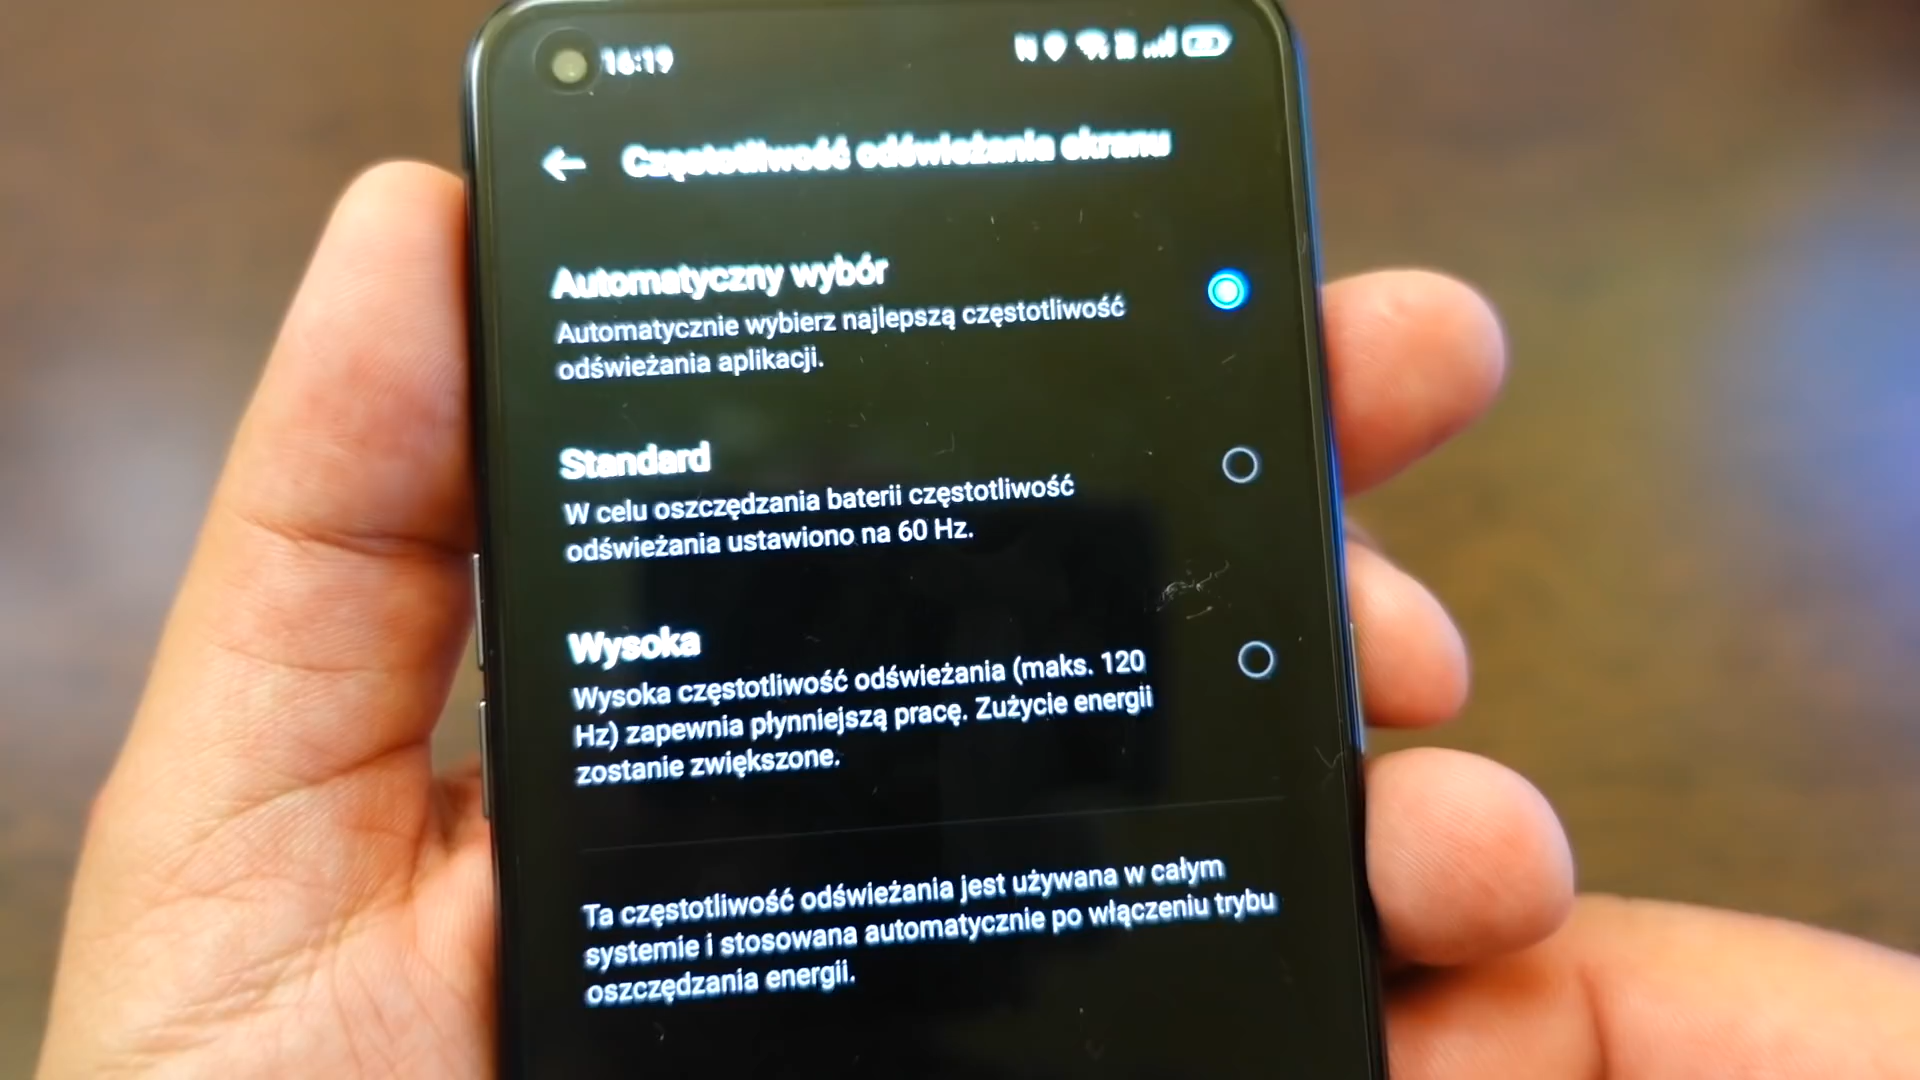 16:19
Częstotliwość odświeżania ekranu
Automatyczny wybór
Automatycznie wybierz najlepszą częstotliwość
odświeżania aplikacji.
Standard
W celu oszczędzania baterii częstotliwość
odświeżania ustawiono na 60 Hz.
Wysoka
Wysoka częstotliwość odświeżania (maks. 120
Hz) zapewnia płynniejszą pracę. Zużycie energii
zostanie zwiększone.
Ta częstotliwość odświeżania jest używana w całym
systemie i stosowana automatycznie po włączeniu trybu
oszczędzania energii.